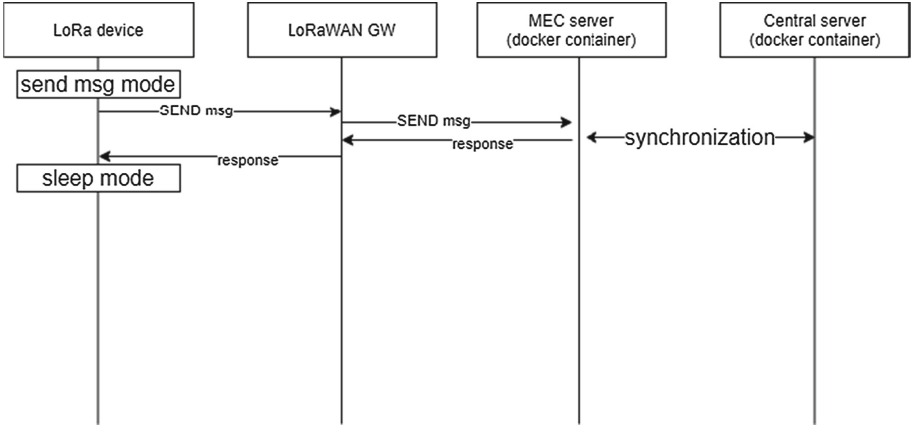 LoRa device
LoRaWAN GW
MEC server
(docker container)
Central server
(docker container)
send msg mode
SEND msg
SEND msg
synchronization
response
response
sleep mode